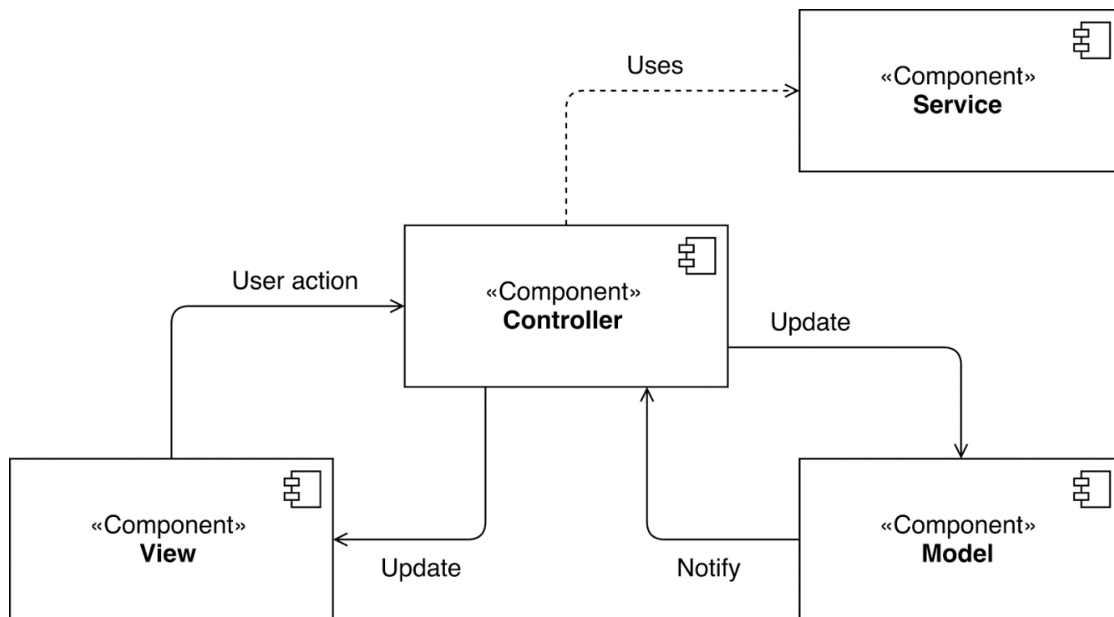 Uses
«Component»
Service
User action
«Component»
Controller
Update
«Component»
View
Update
Notify
«Component»
Model